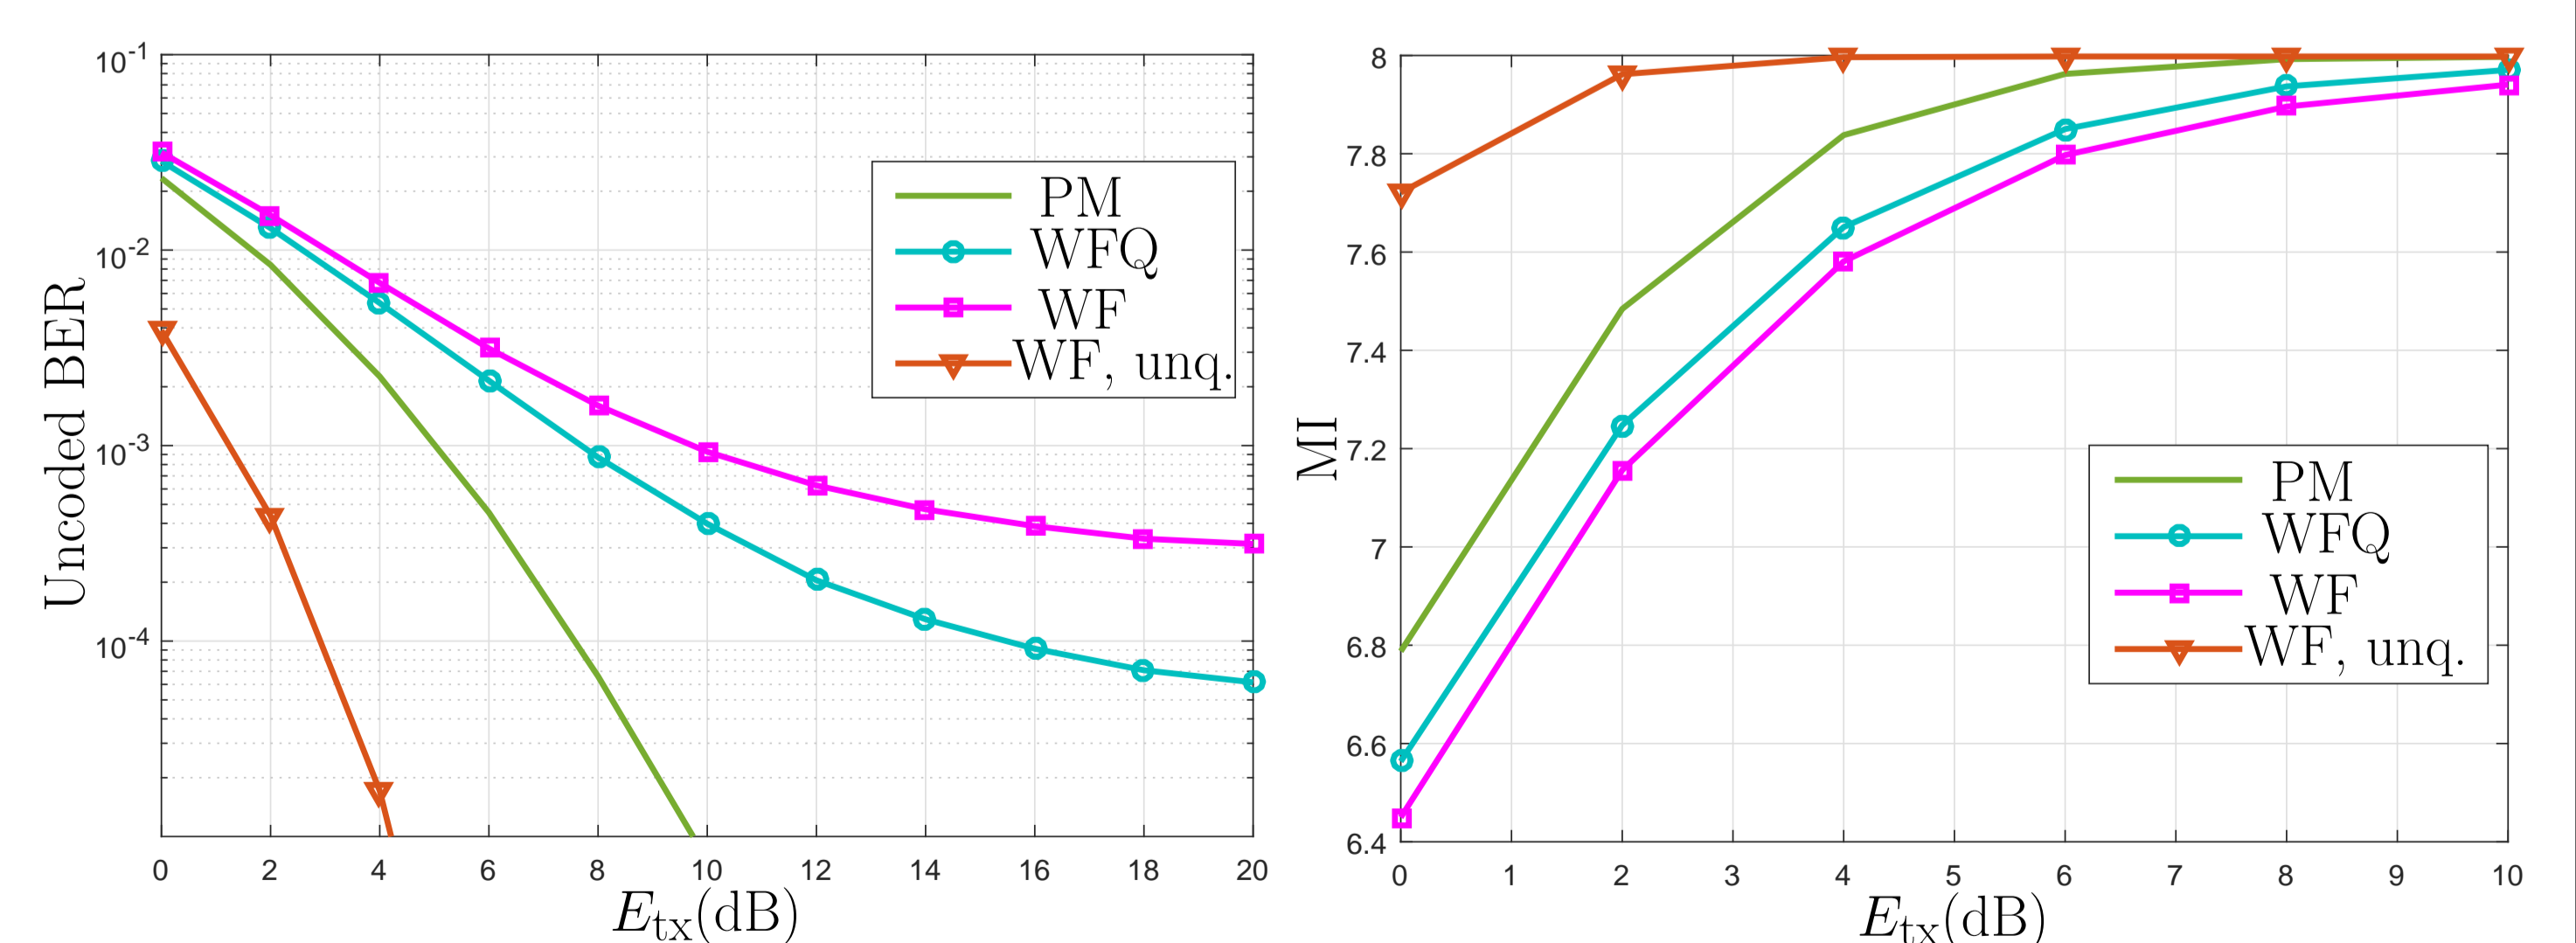 Uncoded BER
10^-1
10^-2
10^-3
10^-4
0 2 4 6 8 10 12 14 16 18 20
E_tx(dB)
PM
WFQ
WF
WF, unq.
MI
8
7.8
7.6
7.4
7.2
7
6.8
6.6
6.4
0 1 2 3 4 5 6 7 8 9 10
E_tx(dB)
PM
WFQ
WF
WF, unq.